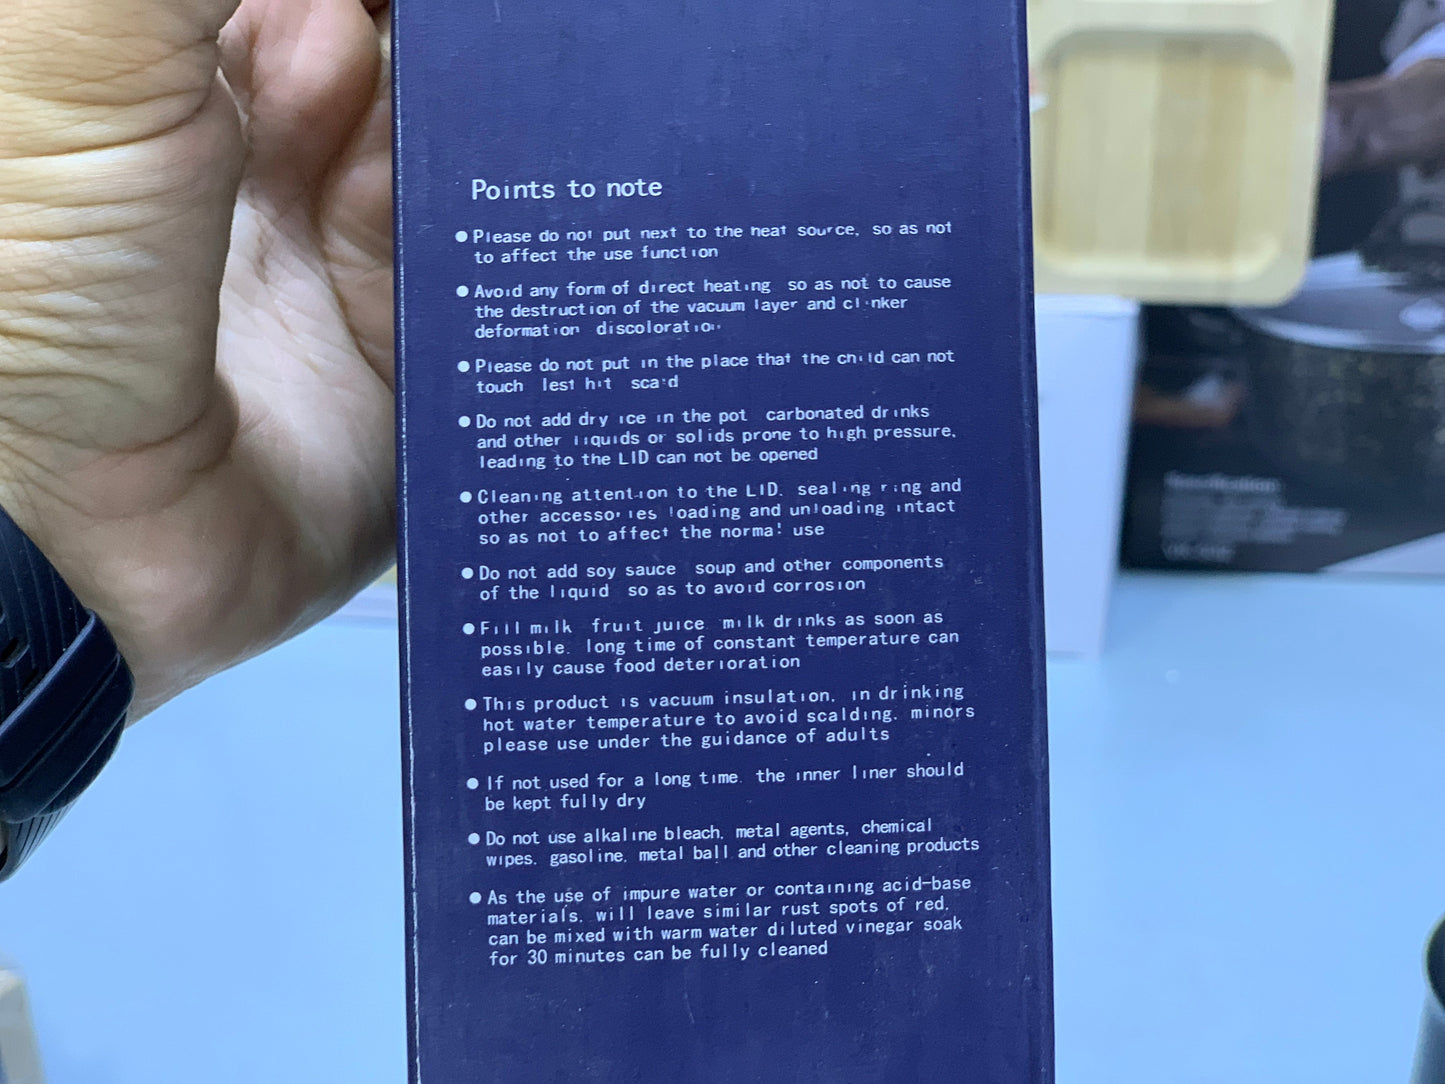 Points to note
● Please do not put next to the heat source, so as not
to affect the use function
● Avoid any form of direct heating so as not to cause
the destruction of the vacuum layer and clinker
deformation discoloration
● Please do not put in the place that the child can not
touch lest hit scald
● Do not add dry ice in the pot carbonated drinks
and other liquids or solids prone to high pressure,
leading to the LID can not be opened
● Cleaning attention to the LID, sealing ring and
other accessories loading and unloading intact
so as not to affect the normal use
● Do not add soy sauce soup and other components
of the liquid so as to avoid corrosion
● Fill milk fruit juice milk drinks as soon as
possible. long time of constant temperature can
easily cause food deterioration
● This product is vacuum insulation, in drinking
hot water temperature to avoid scalding. minors
please use under the guidance of adults
● If not used for a long time. the inner liner should
be kept fully dry
● Do not use alkaline bleach, metal agents, chemical
wipes, gasoline, metal ball and other cleaning products
● As the use of impure water or containing acid-base
materials, will leave similar rust spots of red,
can be mixed with warm water diluted vinegar soak
for 30 minutes can be fully cleaned